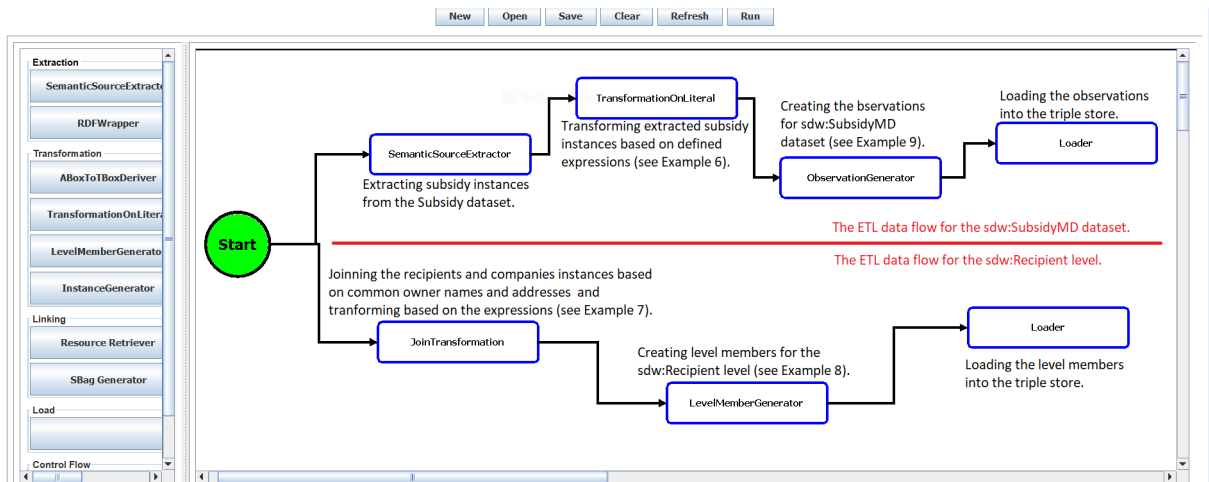 New Open Save Clear Refresh Run
Extraction
SemanticSourceExtracto
RDFWrapper
Transformation
ABoxToTBoxDeriver
TransformationOnLitera
LevelMemberGenerato
InstanceGenerator
Linking
Resource Retriever
SBag Generator
Load
Control Flow
Start
SemanticSourceExtractor
Extracting subsidy instances
from the Subsidy dataset.
TransformationOnLiteral
Transforming extracted subsidy
instances based on defined
expressions (see Example 6).
Creating the bservations
for sdw:SubsidyMD
dataset (see Example 9).
ObservationGenerator
Loading the observations
into the triple store.
Loader
The ETL data flow for the sdw:SubsidyMD dataset.
The ETL data flow for the sdw:Recipient level.
Joinning the recipients and companies instances based
on common owner names and addresses and
tranforming based on the expressions (see Example 7).
JoinTransformation
Creating level members for the
sdw:Recipient level (see Example 8).
LevelMemberGenerator
Loader
Loading the level members
into the triple store.